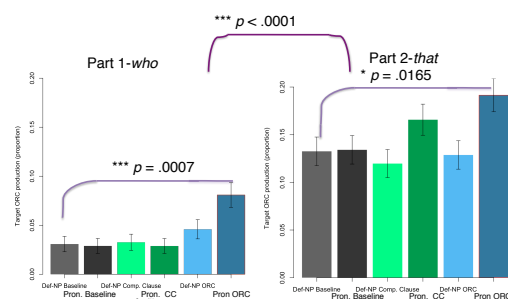 *** p < .0001
Part 1-who
Part 2-that
* p = .0165
*** p = .0007
Target ORC production (proportion)
0.20
0.15
0.10
0.05
0.00
Def-NP Baseline
Def-NP Comp. Clause
Def-NP ORC
Pron. Baseline
Pron. CC
Pron ORC
Target ORC production (proportion)
0.20
0.15
0.10
0.05
0.00
Def-NP Baseline
Def-NP Comp. Clause
Def-NP ORC
Pron. Baseline
Pron. CC
Pron ORC